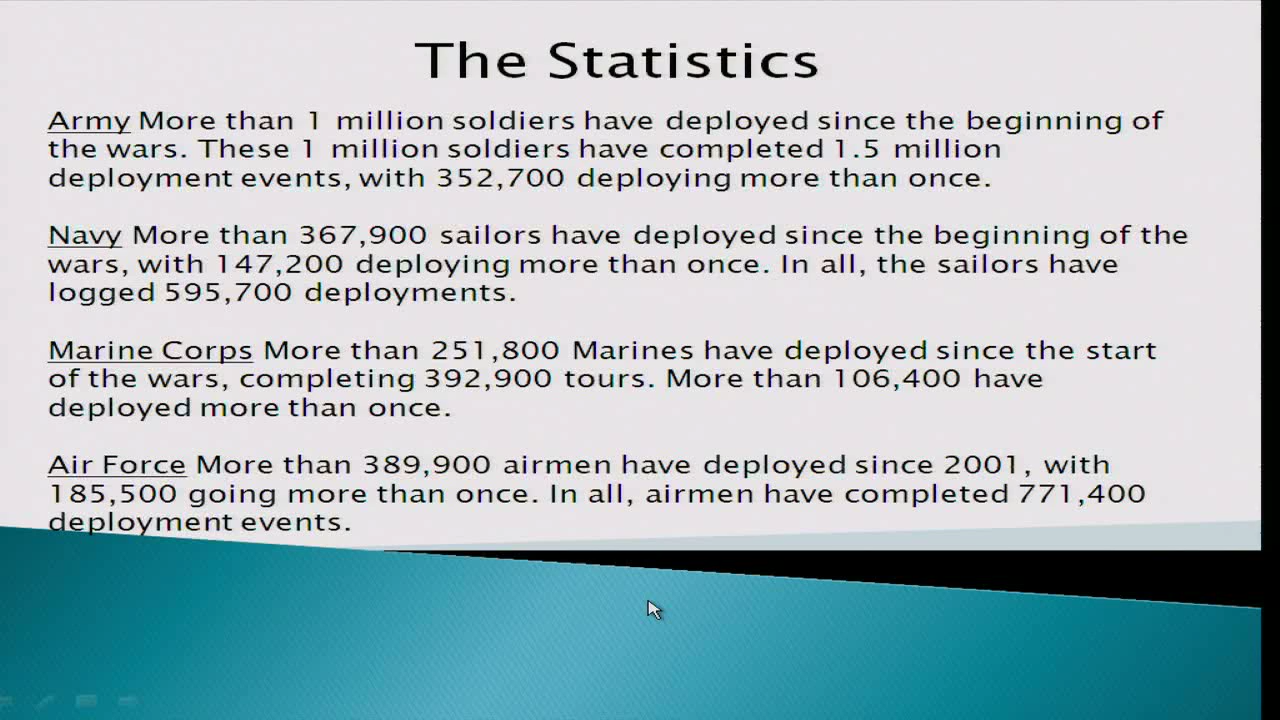 The Statistics
Army More than 1 million soldiers have deployed since the beginning of
the wars. These 1 million soldiers have completed 1.5 million
deployment events, with 352,700 deploying more than once.
Navy More than 367,900 sailors have deployed since the beginning of the
wars, with 147,200 deploying more than once. In all, the sailors have
logged 595,700 deployments.
Marine Corps More than 251,800 Marines have deployed since the start
of the wars, completing 392,900 tours. More than 106,400 have
deployed more than once.
Air Force More than 389,900 airmen have deployed since 2001, with
185,500 going more than once. In all, airmen have completed 771,400
deployment events.